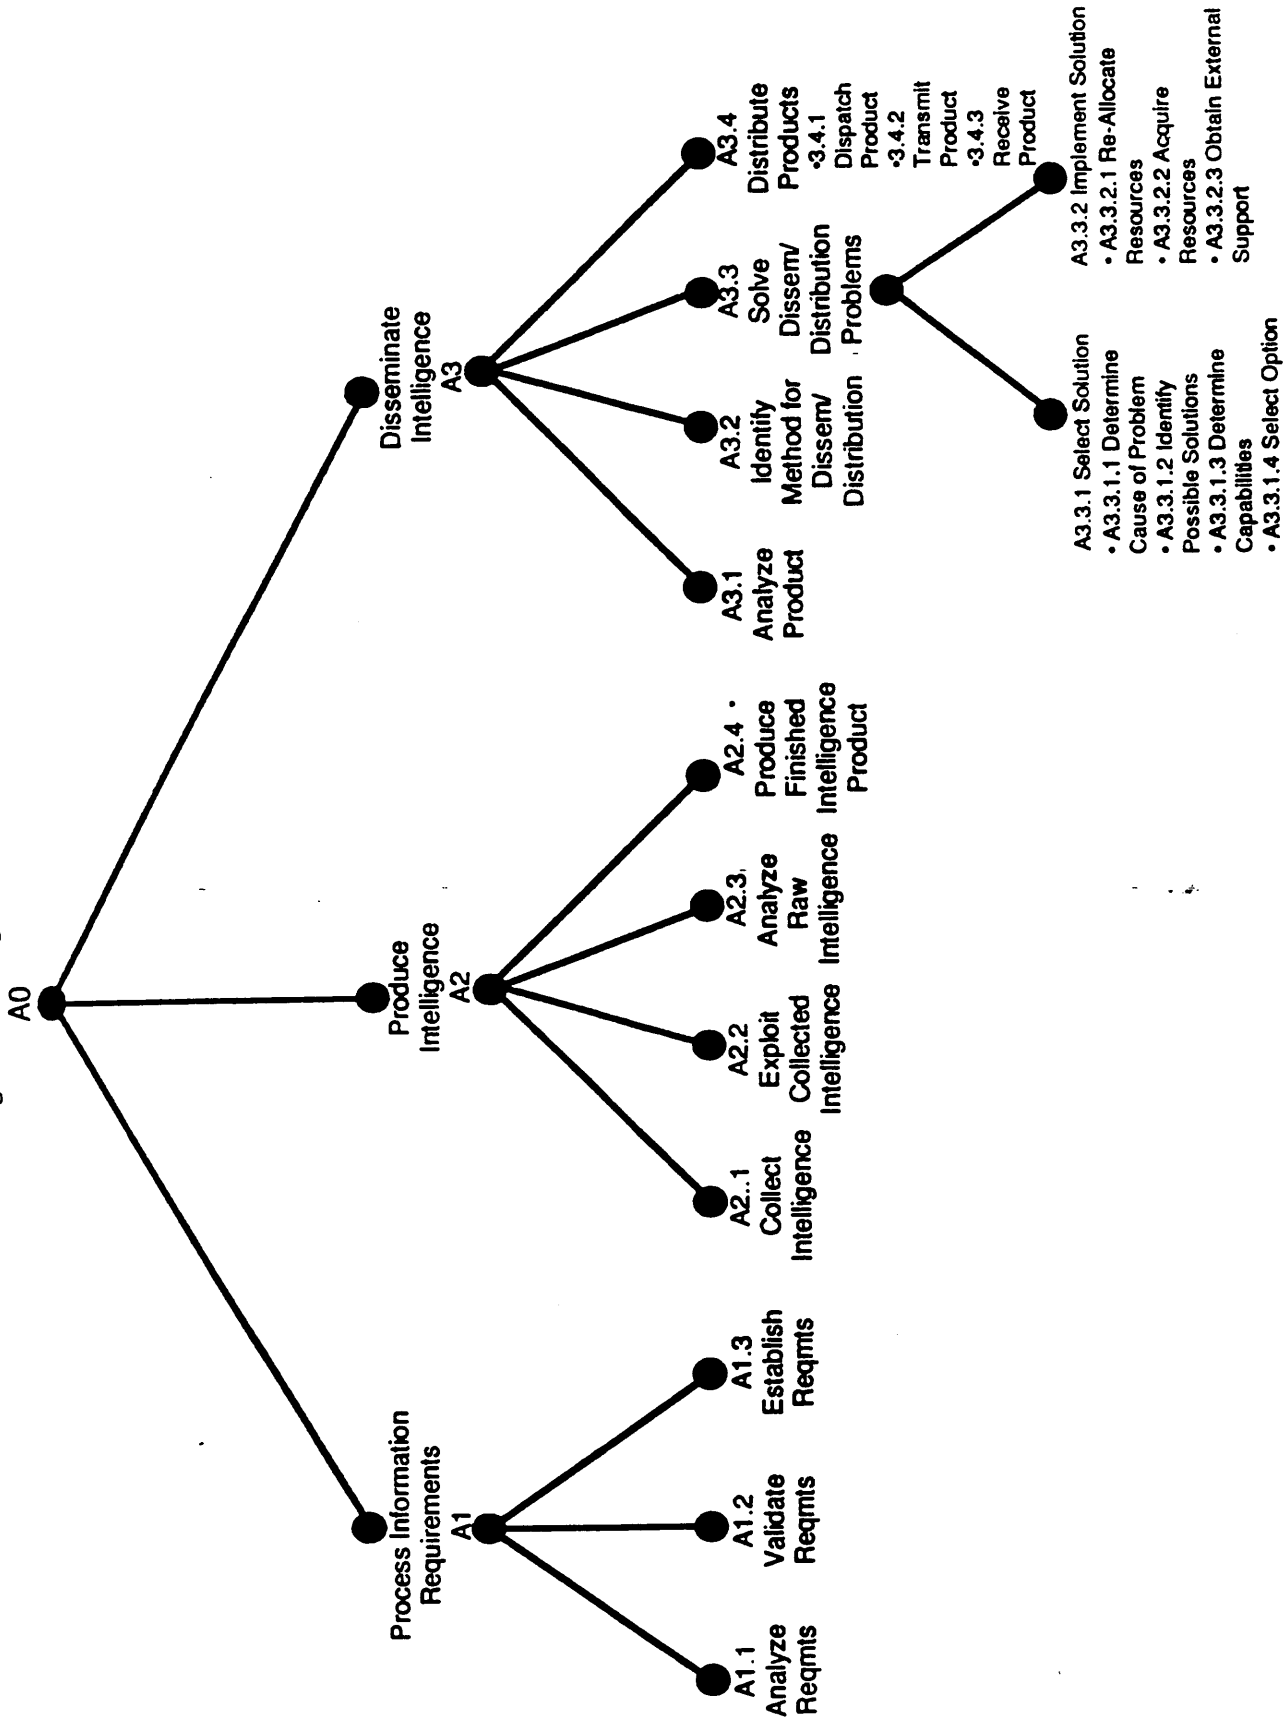 A0
Process Information
Requirements
A1
Produce
Intelligence
A2
Disseminate
Intelligence
A3
A1.1
Analyze
Reqmts
A1.2
Validate
Reqmts
A1.3
Establish
Reqmts
A2..1
Collect
Intelligence
A2.2
Exploit
Collected
Intelligence
A2.3
Analyze
Raw
Intelligence
A2.4
Produce
Finished
Intelligence
Product
A3.1
Analyze
Product
A3.2
Identify
Method for
Dissem/
Distribution
A3.3
Solve
Dissem/
Distribution
Problems
A3.4
Distribute
Products
•3.4.1
Dispatch
Product
•3.4.2
Transmit
Product
•3.4.3
Receive
Product
A3.3.1 Select Solution
• A3.3.1.1 Determine
Cause of Problem
• A3.3.1.2 Identify
Possible Solutions
• A3.3.1.3 Determine
Capabilities
• A3.3.1.4 Select Option
A3.3.2 Implement Solution
• A3.3.2.1 Re-Allocate
Resources
• A3.3.2.2 Acquire
Resources
• A3.3.2.3 Obtain External
Support